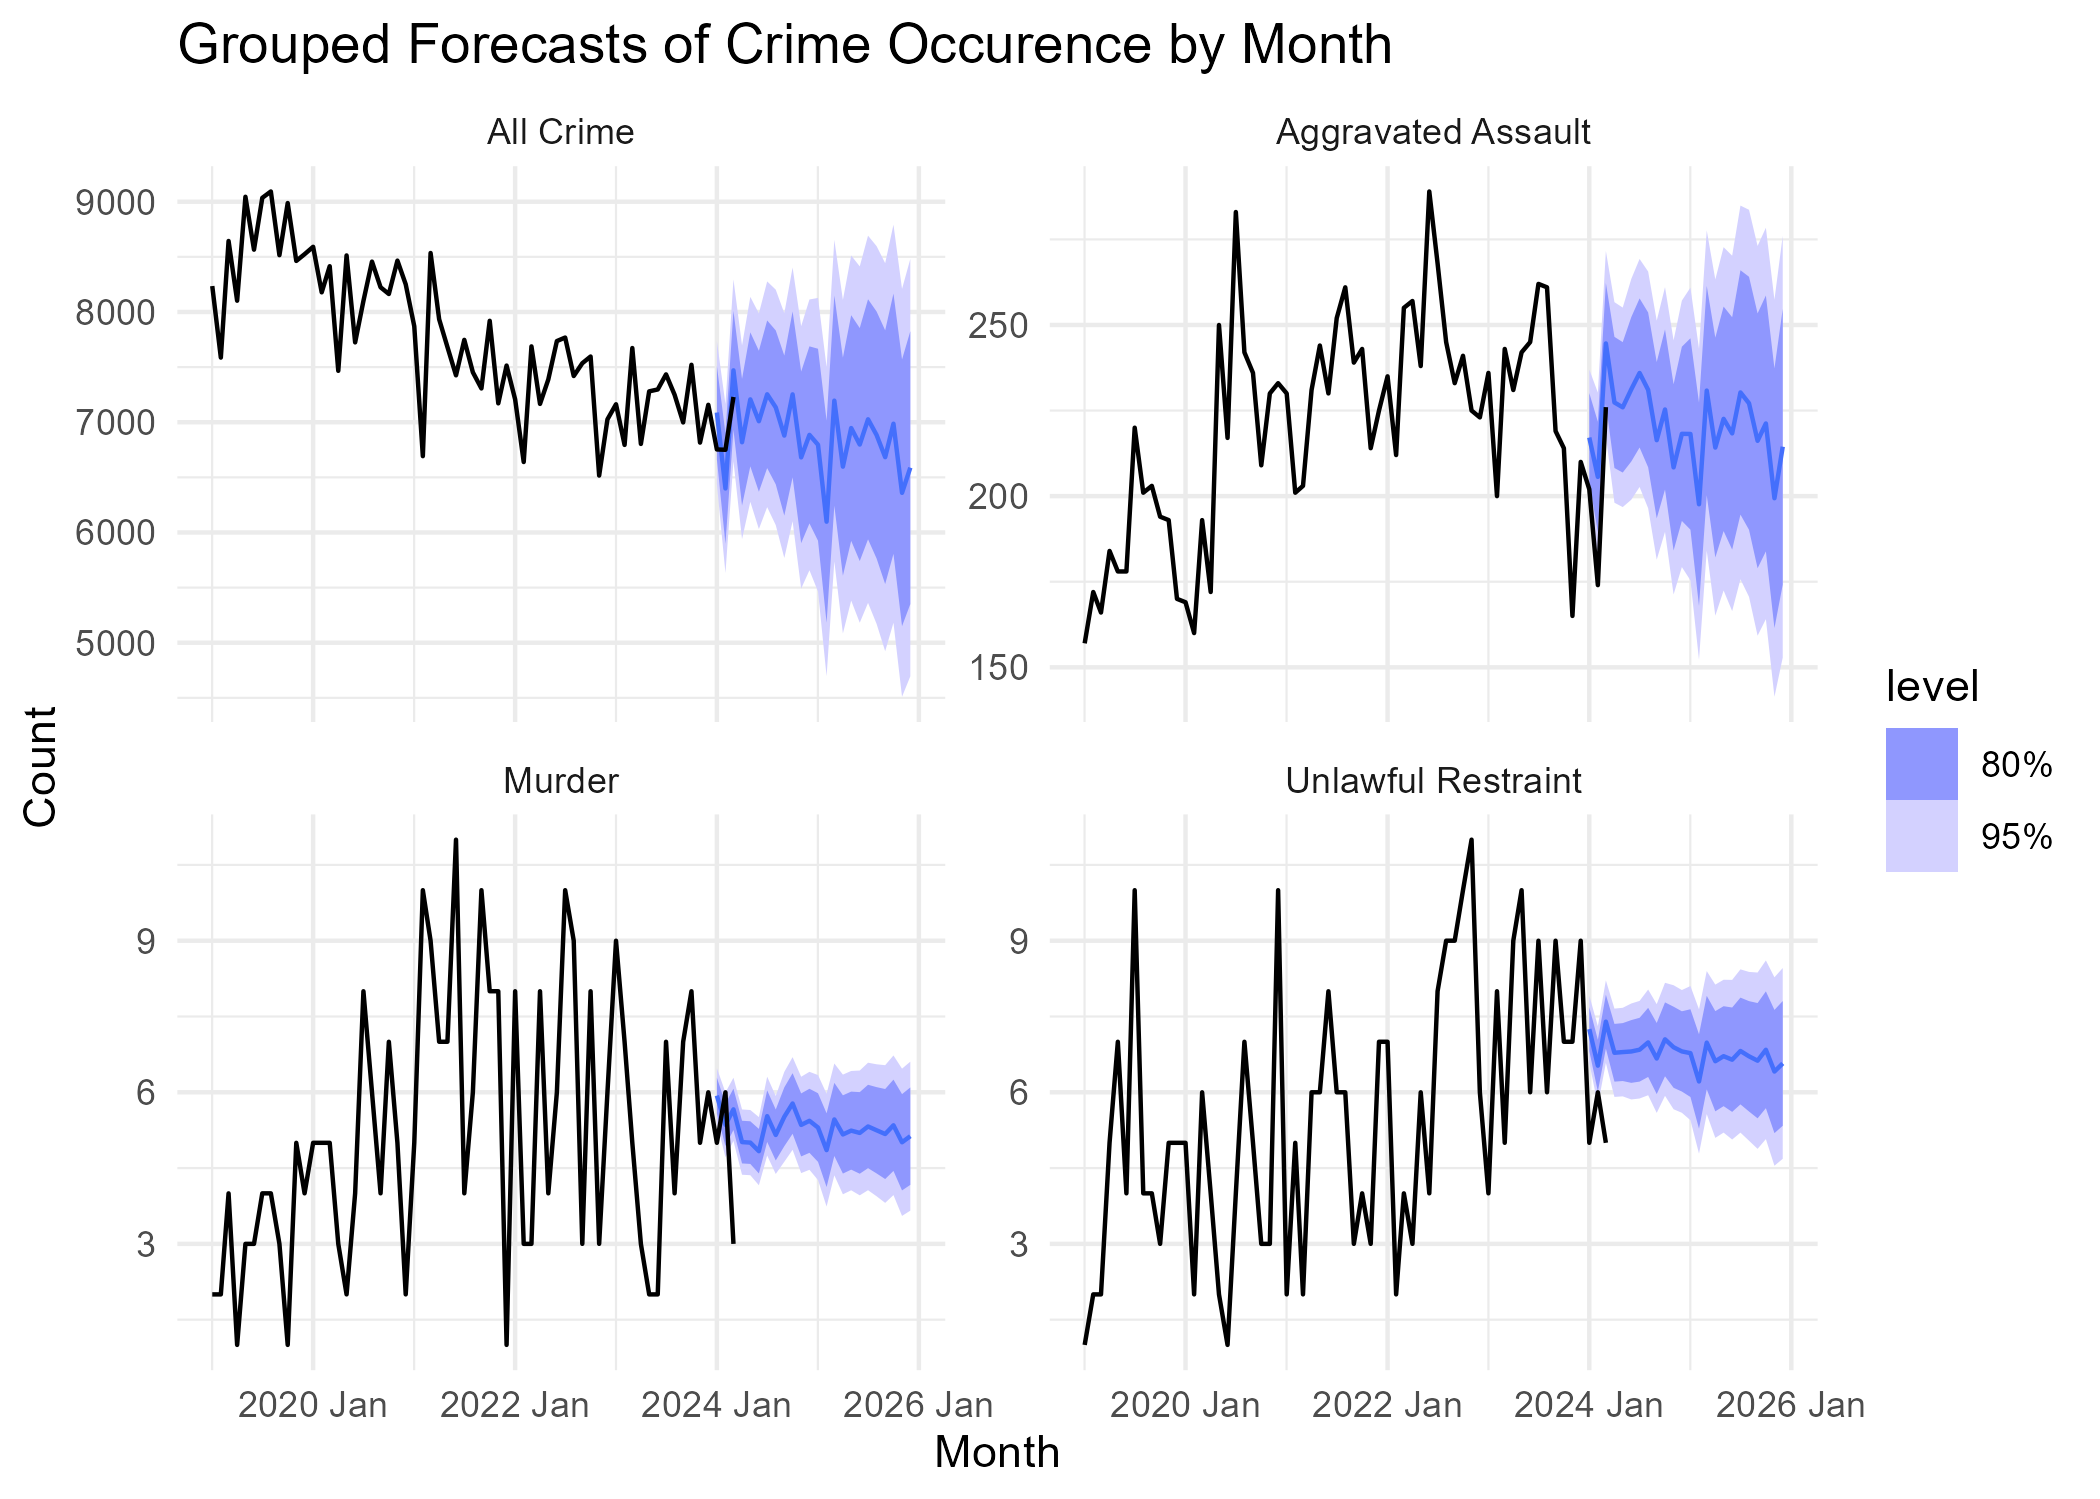 Grouped Forecasts of Crime Occurence by Month
All Crime
Aggravated Assault
9000
8000
7000
6000
5000
250
200
150
Count
level
80%
95%
Murder
Unlawful Restraint
9
6
3
9
6
3
2020 Jan
2022 Jan
2024 Jan
2026 Jan
2020 Jan
2022 Jan
2024 Jan
2026 Jan
Month